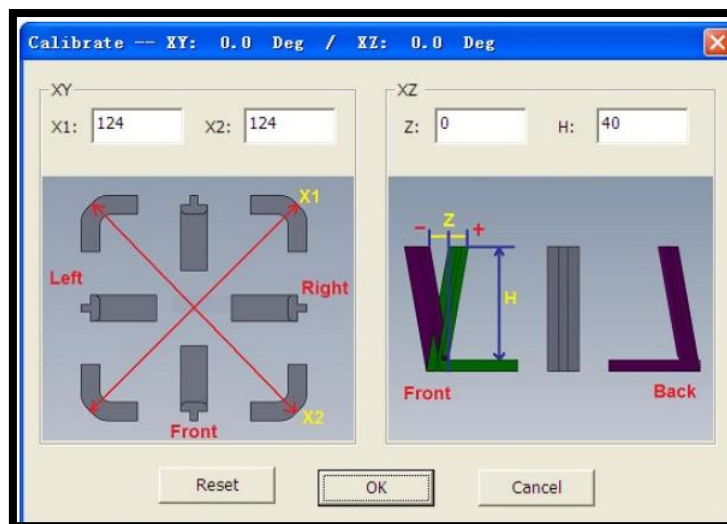 Calibrate -- XY: 0.0 Deg / XZ: 0.0 Deg
XY
X1: 124 X2: 124
XZ
Z: 0 H: 40
X1
Left
Right
X2
Front
- Z +
H
Front
Back
Reset OK Cancel